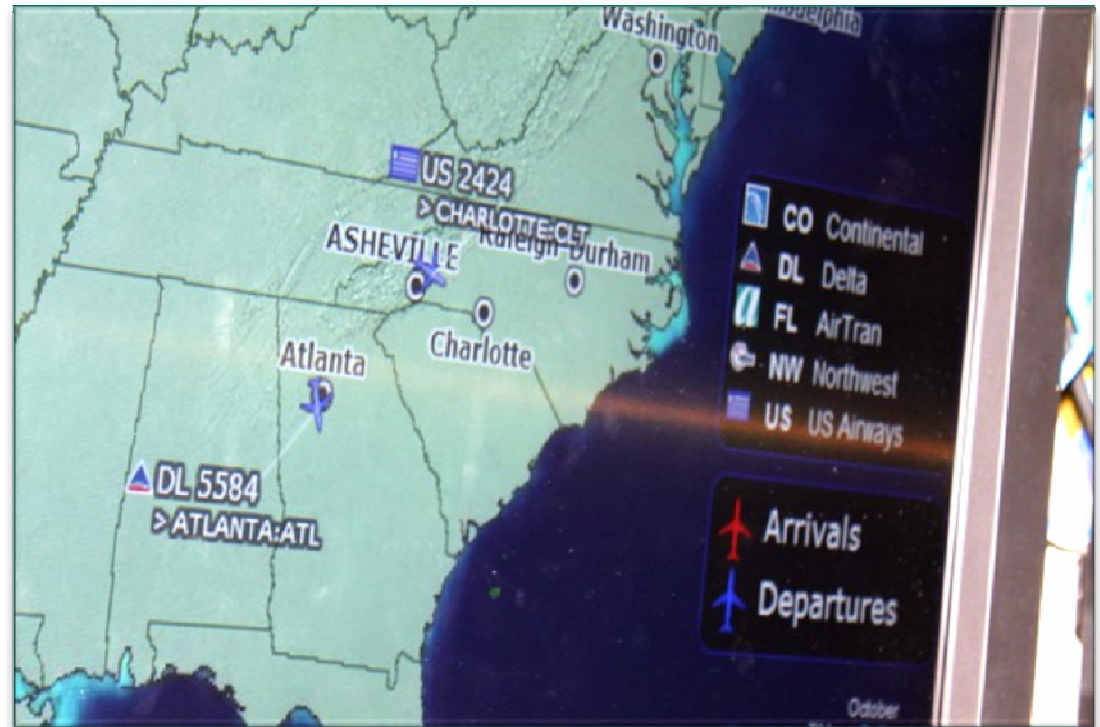 Washington
US 2424
> CHARLOTTE:CLT
ASHEVILLE
Raleigh-Durham
Charlotte
Atlanta
DL 5584
> ATLANTA:ATL
CO Continental
DL Delta
FL AirTran
NW Northwest
US US Airways
Arrivals
Departures
October